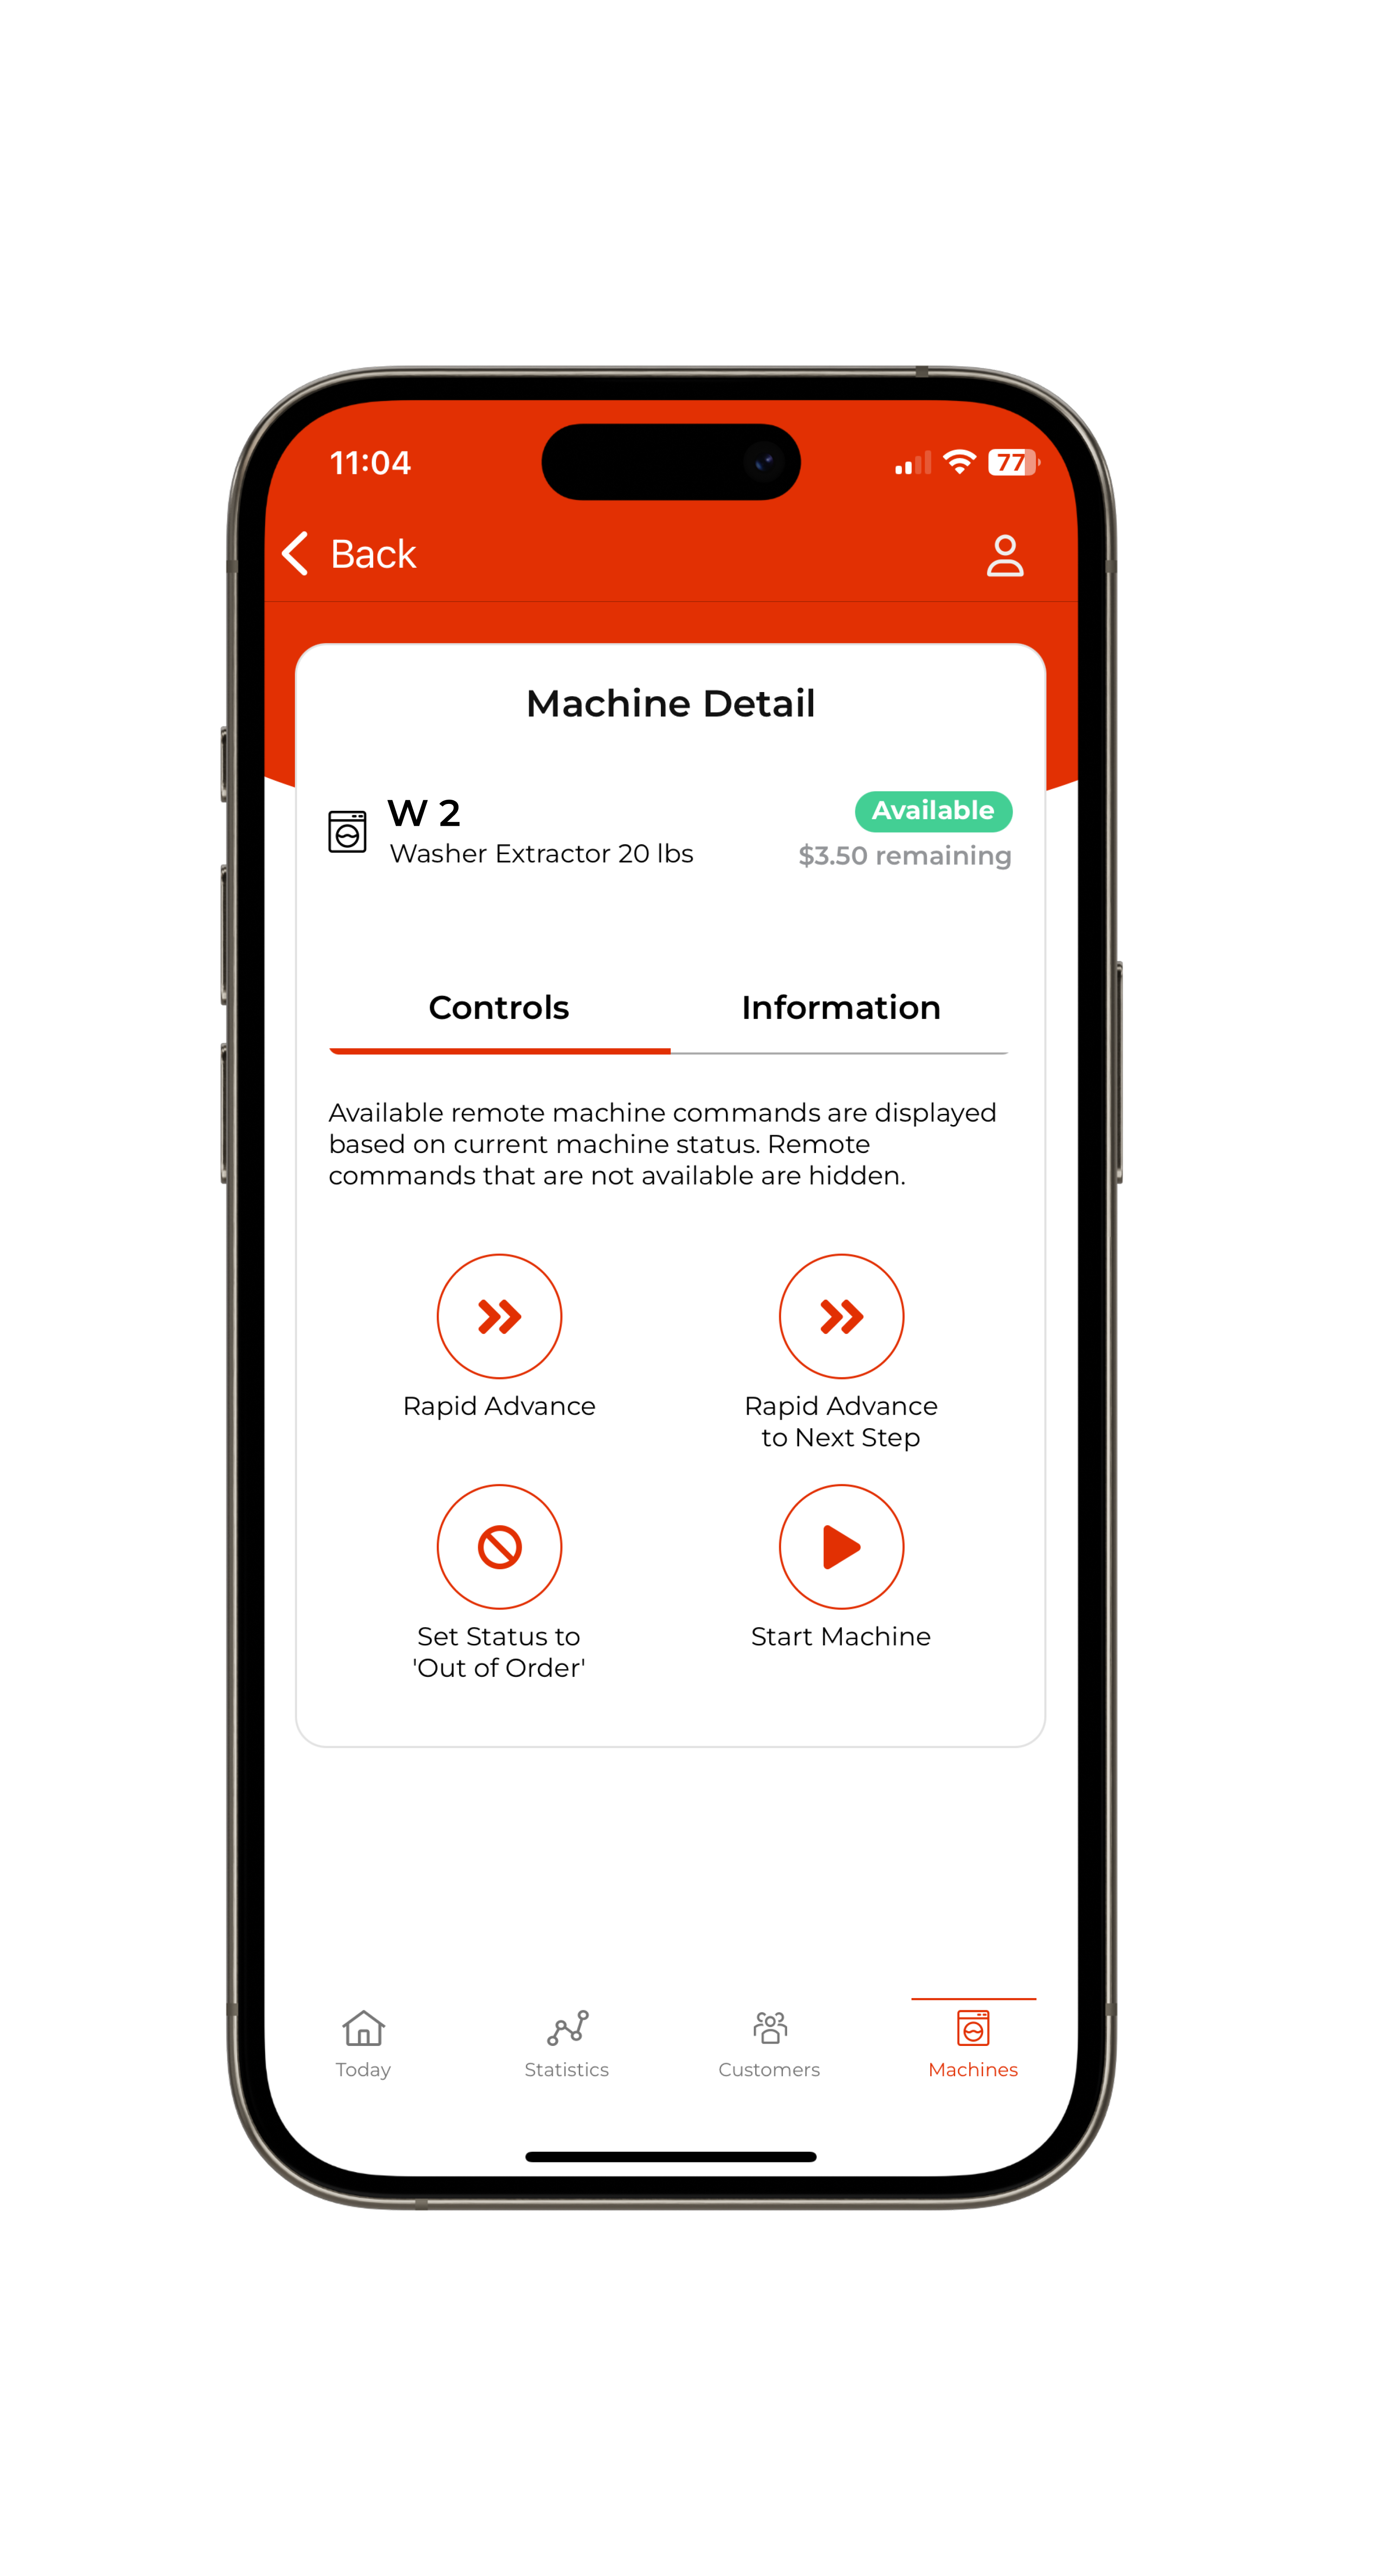 11:04
77
Back
Machine Detail
W 2
Available
Washer Extractor 20 lbs
$3.50 remaining
Controls
Information
Available remote machine commands are displayed
based on current machine status. Remote
commands that are not available are hidden.
Rapid Advance
Rapid Advance
to Next Step
Set Status to
'Out of Order'
Start Machine
Today
Statistics
Customers
Machines